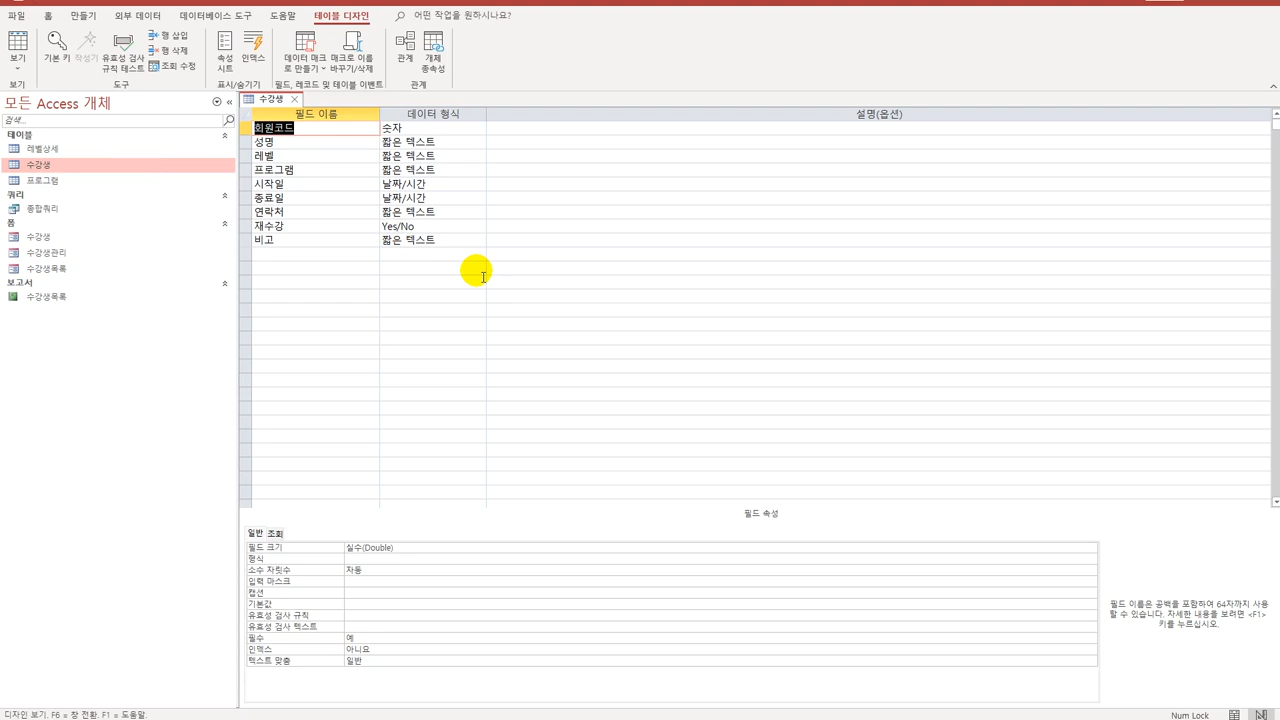 파일 홈 만들기 외부 데이터 데이터베이스 도구 도움말 테이블 디자인 어떤 작업을 원하시나요?
보기
기본 키
작성기
유효성 검사
규칙 테스트
행 삽입
행 삭제
조회 수정
속성
시트
인덱스
데이터 매크
로 만들기
매크로 이름
바꾸기/삭제
관계
개체
종속성
보기 도구 표시/숨기기 필드, 레코드 및 테이블 이벤트 관계
모든 Access 개체
검색...
테이블
레벨상세
수강생
프로그램
쿼리
종합쿼리
폼
수강생
수강생관리
수강생목록
보고서
수강생목록
수강생
필드 이름 데이터 형식 설명(옵션)
회원코드 숫자
성명 짧은 텍스트
레벨 짧은 텍스트
프로그램 짧은 텍스트
시작일 날짜/시간
종료일 날짜/시간
연락처 짧은 텍스트
재수강 Yes/No
비고 짧은 텍스트
필드 속성
일반 조회
필드 크기 실수(Double)
형식
소수 자릿수 자동
입력 마스크
캡션
기본값
유효성 검사 규칙
유효성 검사 텍스트
필수 예
인덱스 아니요
텍스트 맞춤 일반
필드 이름은 공백을 포함하여 64자까지 사용
할 수 있습니다. 자세한 내용을 보려면 <F1>
키를 누르십시오.
디자인 보기. F6 = 창 전환. F1 = 도움말. Num Lock